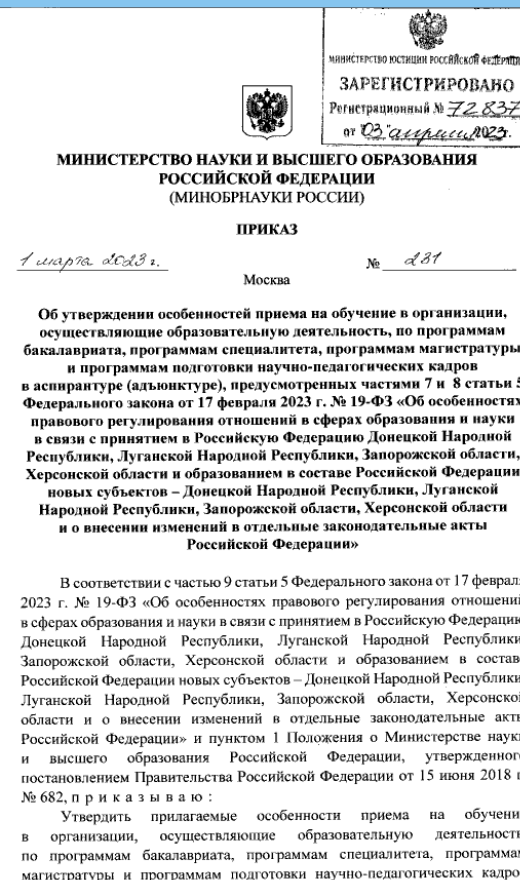 МИНИСТЕРСТВО ЮСТИЦИИ РОССИЙСКОЙ ФЕДЕРАЦИИ
ЗАРЕГИСТРИРОВАНО
Регистрационный № 72837
от "03" апреля 2023.
МИНИСТЕРСТВО НАУКИ И ВЫСШЕГО ОБРАЗОВАНИЯ
РОССИЙСКОЙ ФЕДЕРАЦИИ
(МИНОБРНАУКИ РОССИИ)
ПРИКАЗ
1 марта 2023 г. № 231
Москва
Об утверждении особенностей приема на обучение в организации,
осуществляющие образовательную деятельность, по программам
бакалавриата, программам специалитета, программам магистратуры
и программам подготовки научно-педагогических кадров
в аспирантуре (адъюнктуре), предусмотренных частями 7 и 8 статьи 5
Федерального закона от 17 февраля 2023 г. № 19-ФЗ «Об особенностях
правового регулирования отношений в сферах образования и науки
в связи с принятием в Российскую Федерацию Донецкой Народной
Республики, Луганской Народной Республики, Запорожской области,
Херсонской области и образованием в составе Российской Федерации
новых субъектов – Донецкой Народной Республики, Луганской
Народной Республики, Запорожской области, Херсонской области
и о внесении изменений в отдельные законодательные акты
Российской Федерации»
В соответствии с частью 9 статьи 5 Федерального закона от 17 феврал
2023 г. № 19-ФЗ «Об особенностях правового регулирования отношений
в сферах образования и науки в связи с принятием в Российскую Федерацию
Донецкой Народной Республики, Луганской Народной Республики,
Запорожской области, Херсонской области и образованием в составе
Российской Федерации новых субъектов – Донецкой Народной Республики,
Луганской Народной Республики, Запорожской области, Херсонской
области и о внесении изменений в отдельные законодательные акты
Российской Федерации» и пунктом 1 Положения о Министерстве науки
и высшего образования Российской Федерации, утвержденного
постановлением Правительства Российской Федерации от 15 июня 2018 г
№ 682, п р и к а з ы в а ю :
Утвердить прилагаемые особенности приема на обучение
в организации, осуществляющие образовательную деятельность
по программам бакалавриата, программам специалитета, программам
магистратуры и программам подготовки научно-педагогических кадро